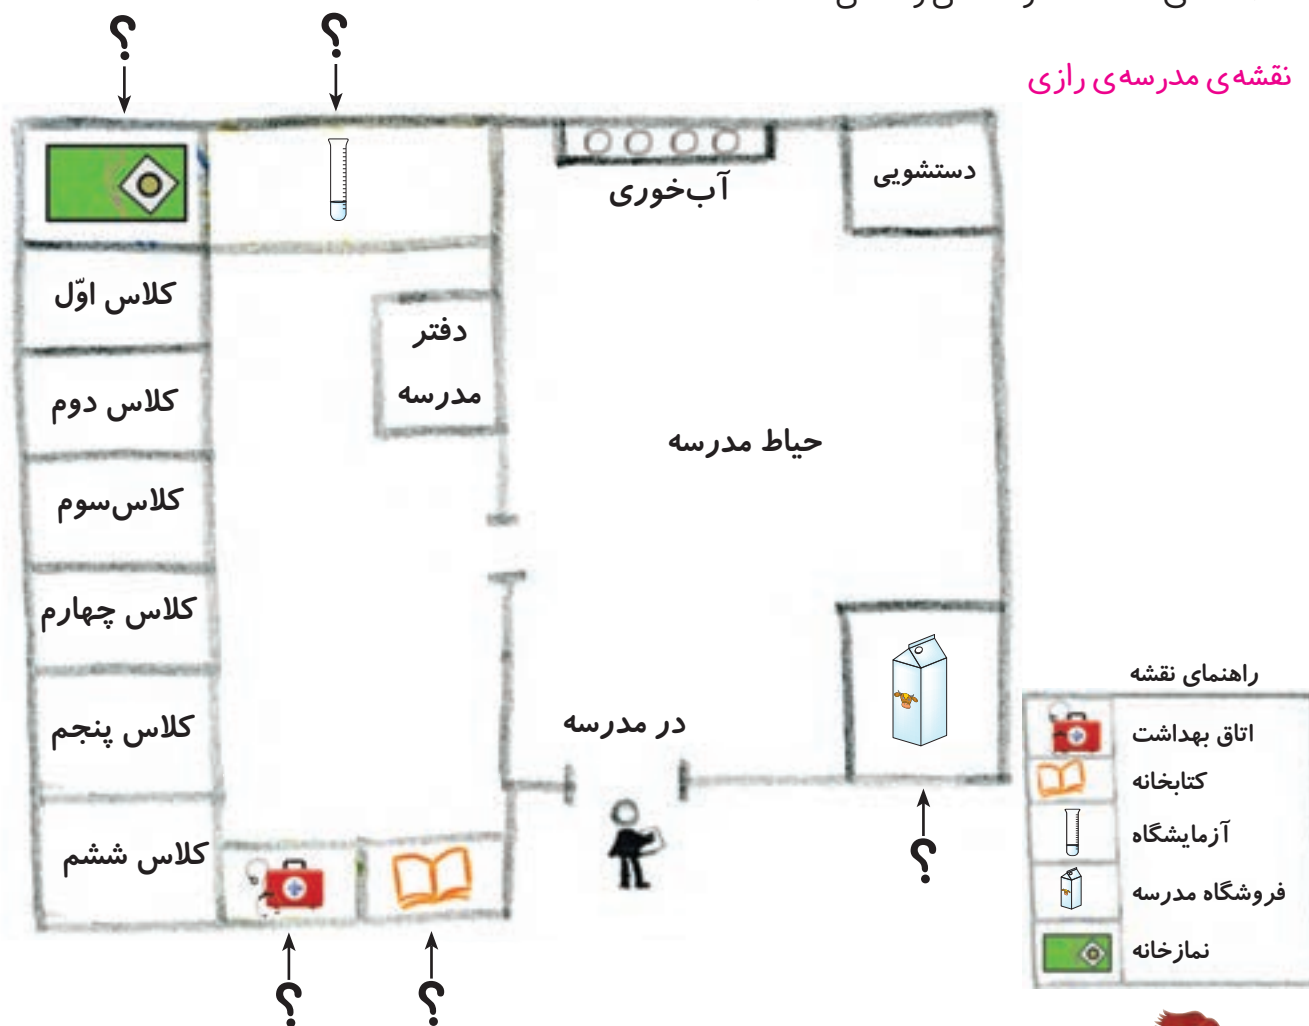 ؟
؟
نقشه‌ی مدرسه‌ی رازی
دستشویی
آب‌خوری
کلاس اوّل
دفتر
مدرسه
کلاس دوم
حیاط مدرسه
کلاس‌سوم
کلاس چهارم
در مدرسه
کلاس پنجم
کلاس ششم
؟
؟
؟
راهنمای نقشه
اتاق بهداشت
کتابخانه
آزمایشگاه
فروشگاه مدرسه
نمازخانه